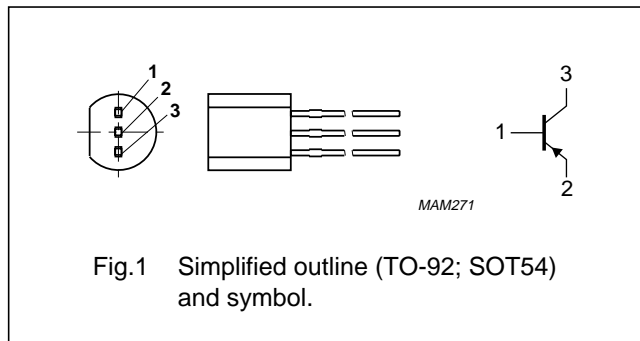 1
2
3
3
1
2
MAM271
Fig.1 Simplified outline (TO-92; SOT54)
and symbol.